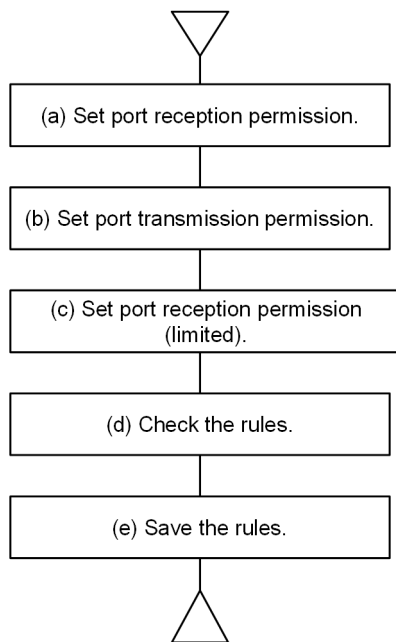 (a) Set port reception permission.
(b) Set port transmission permission.
(c) Set port reception permission
(limited).
(d) Check the rules.
(e) Save the rules.